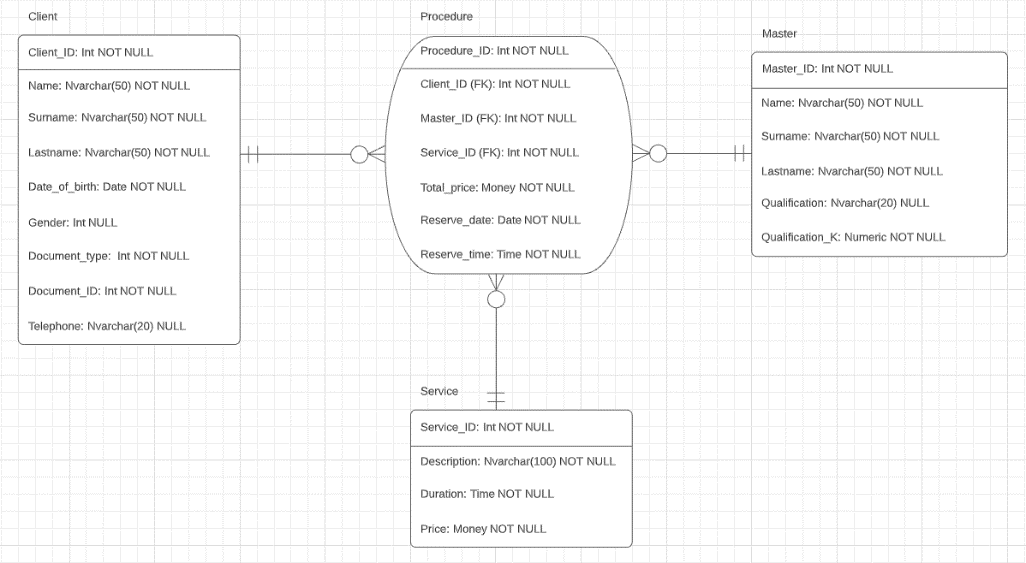 Client
Client_ID: Int NOT NULL
Name: Nvarchar(50) NOT NULL
Surname: Nvarchar(50) NOT NULL
Lastname: Nvarchar(50) NOT NULL
Date_of_birth: Date NOT NULL
Gender: Int NULL
Document_type:  Int NOT NULL
Document_ID: Int NOT NULL
Telephone: Nvarchar(20) NULL
Procedure
Procedure_ID: Int NOT NULL
Client_ID (FK): Int NOT NULL
Master_ID (FK): Int NOT NULL
Service_ID (FK): Int NOT NULL
Total_price: Money NOT NULL
Reserve_date: Date NOT NULL
Reserve_time: Time NOT NULL
Master
Master_ID: Int NOT NULL
Name: Nvarchar(50) NOT NULL
Surname: Nvarchar(50) NOT NULL
Lastname: Nvarchar(50) NOT NULL
Qualification: Nvarchar(20) NULL
Qualification_K: Numeric NOT NULL
Service
Service_ID: Int NOT NULL
Description: Nvarchar(100) NOT NULL
Duration: Time NOT NULL
Price: Money NOT NULL